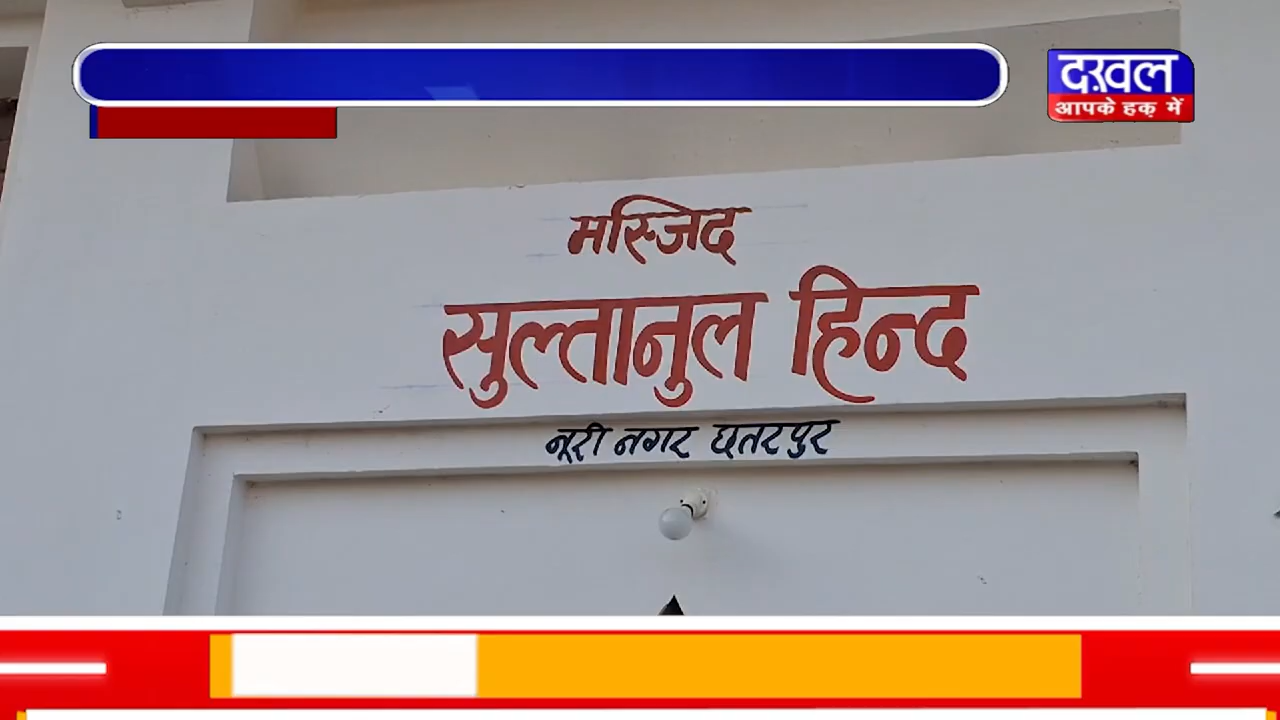 दख़ल
आपके हक़ में
मस्जिद
सुल्तानुल हिन्द
नूरी नगर छतरपुर